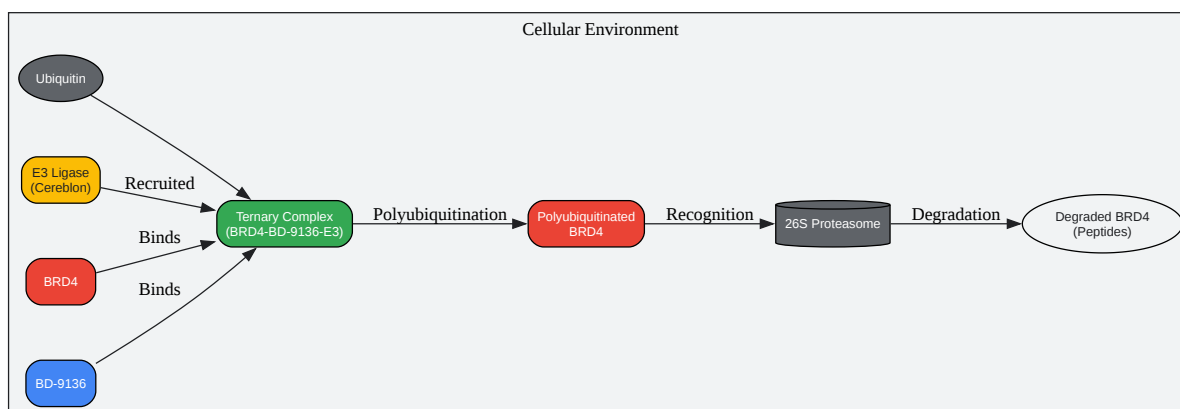 Cellular Environment
Ubiquitin
E3 Ligase
(Cereblon)
Recruited
Ternary Complex
(BRD4-BD-9136-E3)
Polyubiquitination
Polyubiquitinated
BRD4
Recognition
26S Proteasome
Degradation
Degraded BRD4
(Peptides)
Binds
BRD4
Binds
BD-9136